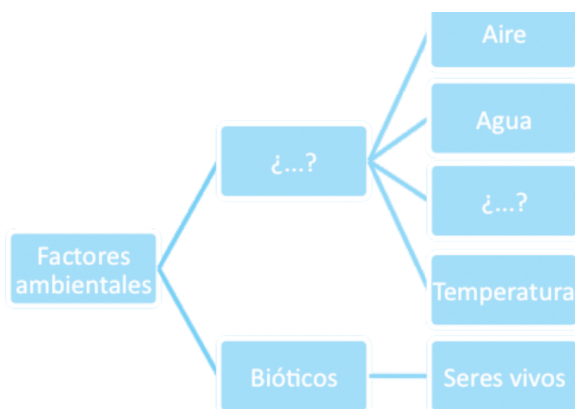 Aire
Agua
¿...?
¿...?
Factores
ambientales
Temperatura
Bióticos
Seres vivos